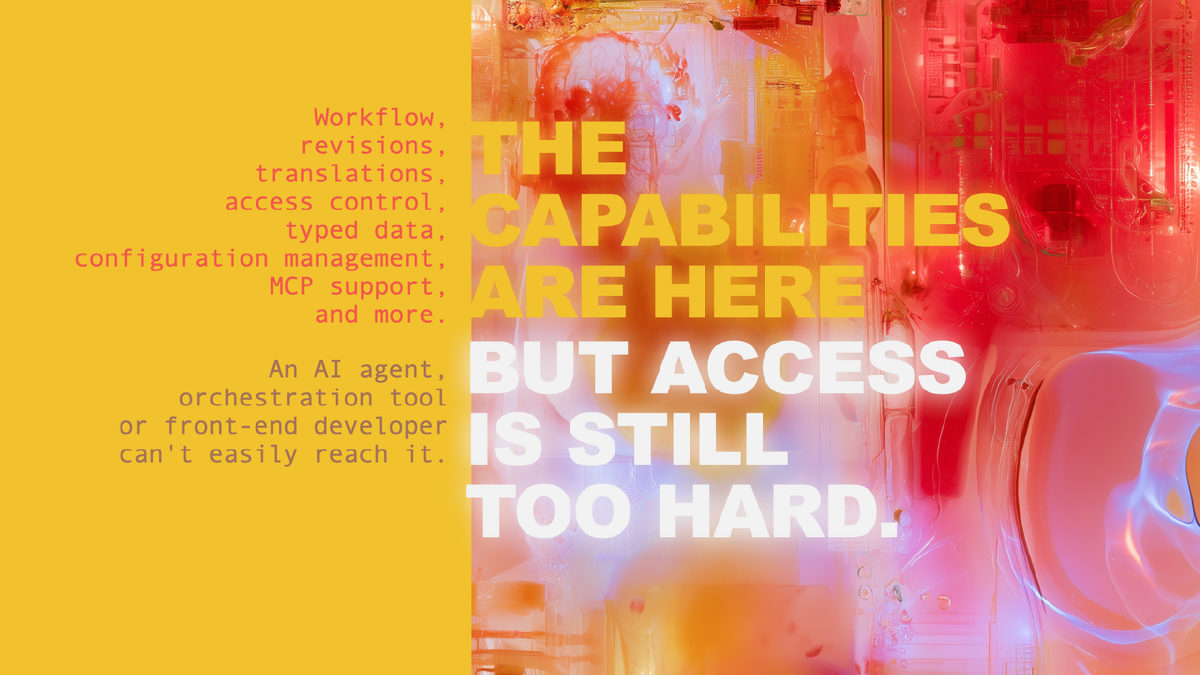 Workflow,
revisions,
translations,
access control,
typed data,
configuration management,
MCP support,
and more.
An AI agent,
orchestration tool
or front-end developer
can't easily reach it.
THE
CAPABILITIES
ARE HERE
BUT ACCESS
IS STILL
TOO HARD.